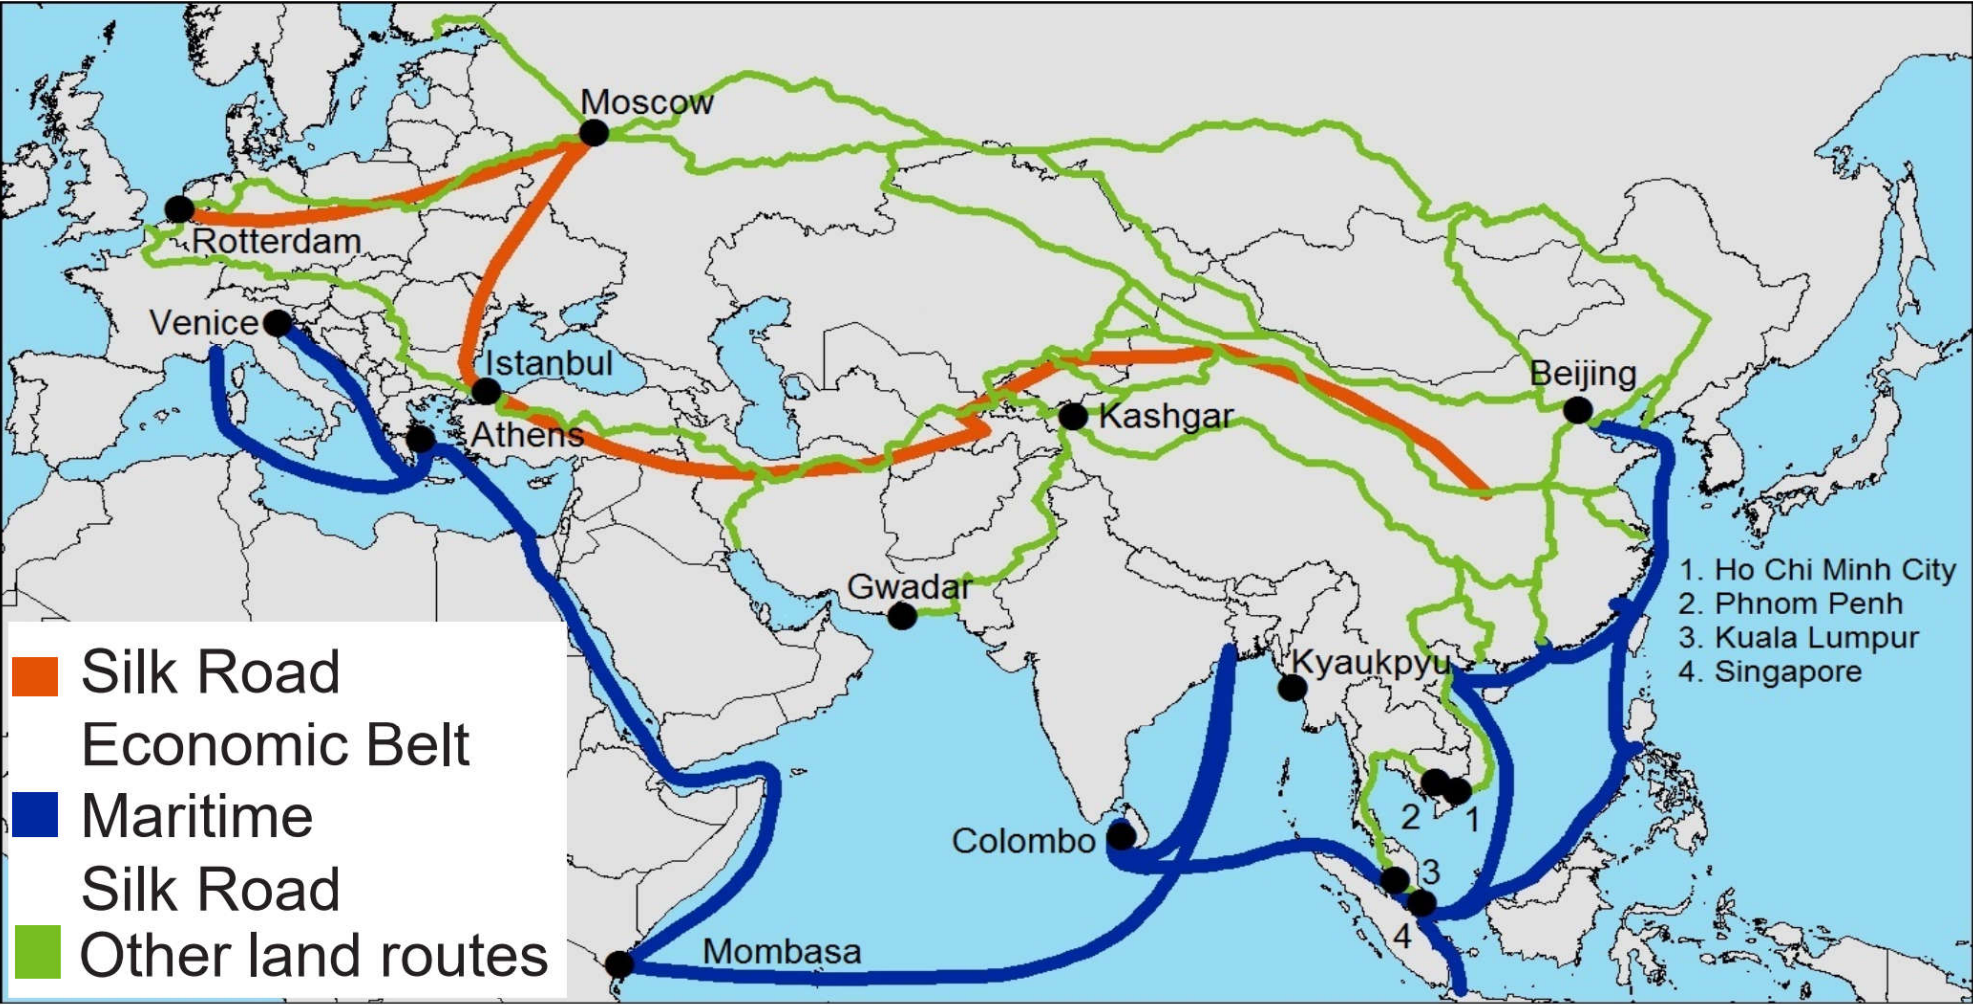 Moscow
Rotterdam
Venice
Istanbul
Beijing
Athens
Kashgar
Gwadar
1. Ho Chi Minh City
2. Phnom Penh
3. Kuala Lumpur
4. Singapore
Kyaukpyu
Colombo
2
1
3
4
Mombasa
Silk Road
Economic Belt
Maritime
Silk Road
Other land routes